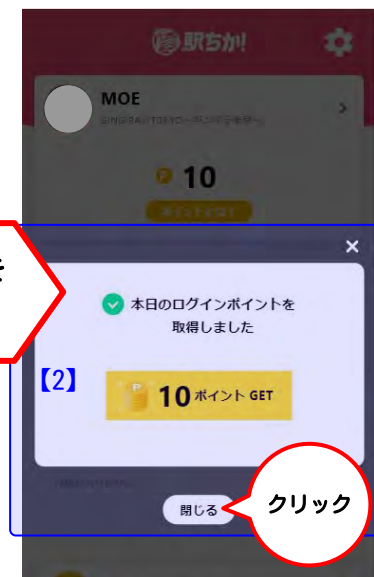 駅ちか!
MOE
10
を
×
本日のログインポイントを
取得しました
【2】
10ポイント GET
閉じる
クリック